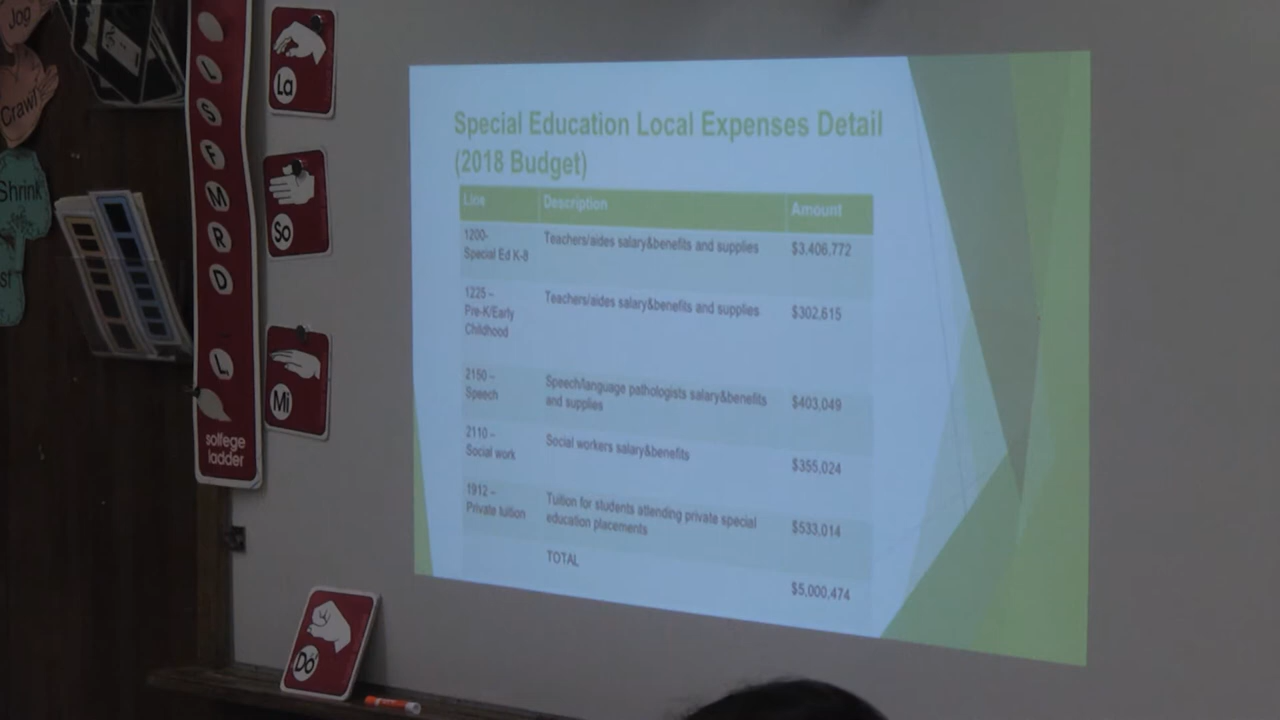 Jog
Crawl
Shrink
L
S
F
M
R
D
L
solfege
ladder
La
So
Mi
Do
Special Education Local Expenses Detail
(2018 Budget)
Line Description Amount
1200-
Special Ed K-8
Teachers/aides salary&benefits and supplies
$3,406,772
1225 –
Pre-K/Early
Childhood
Teachers/aides salary&benefits and supplies
$302,615
2150 –
Speech
Speech/language pathologists salary&benefits
and supplies
$403,049
2110 –
Social work
Social workers salary&benefits
$355,024
1912 –
Private tuition
Tuition for students attending private special
education placements
$533,014
TOTAL
$5,000,474